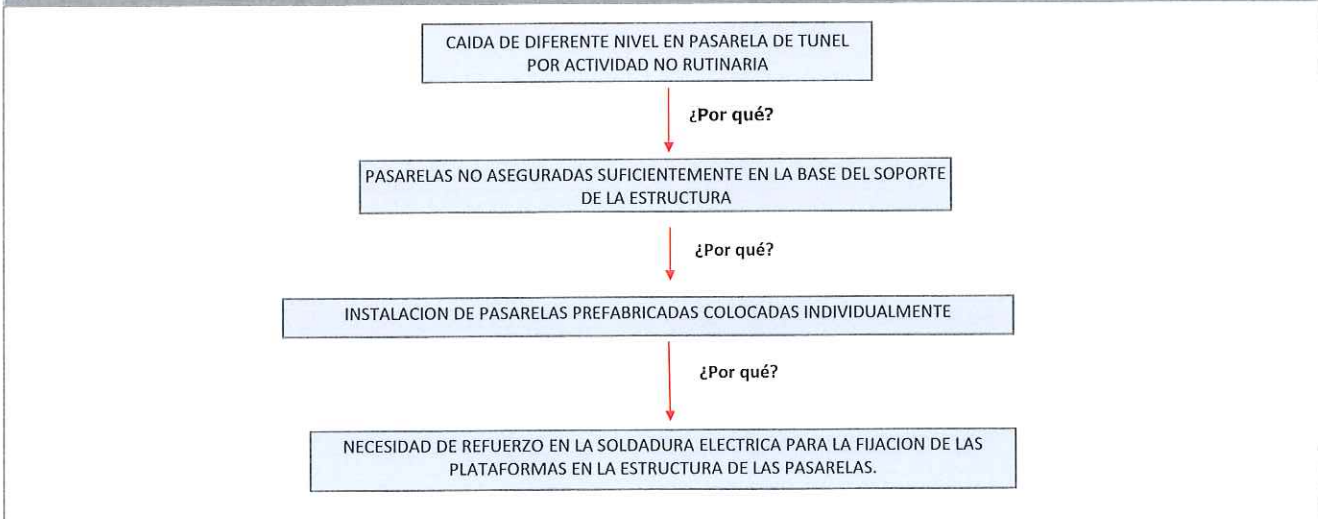 CAIDA DE DIFERENTE NIVEL EN PASARELA DE TUNEL
POR ACTIVIDAD NO RUTINARIA
¿Por qué?
PASARELAS NO ASEGURADAS SUFICIENTEMENTE EN LA BASE DEL SOPORTE
DE LA ESTRUCTURA
¿Por qué?
INSTALACION DE PASARELAS PREFABRICADAS COLOCADAS INDIVIDUALMENTE
¿Por qué?
NECESIDAD DE REFUERZO EN LA SOLDADURA ELECTRICA PARA LA FIJACION DE LAS
PLATAFORMAS EN LA ESTRUCTURA DE LAS PASARELAS.